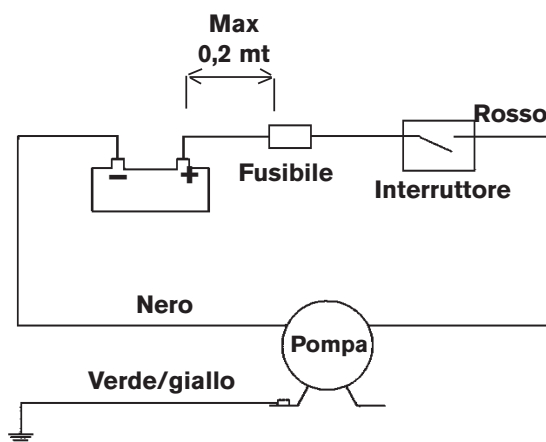 Max
0,2 mt
Rosso
- +
Fusibile
Interruttore
Nero
Pompa
Verde/giallo